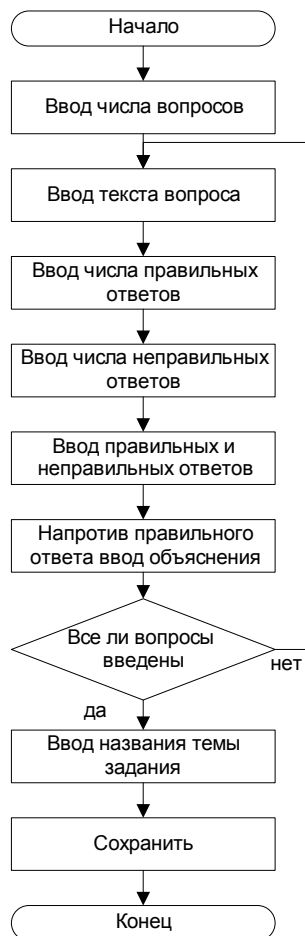 Начало
Ввод числа вопросов
Ввод текста вопроса
Ввод числа правильных
ответов
Ввод числа неправильных
ответов
Ввод правильных и
неправильных ответов
Напротив правильного
ответа ввод объяснения
Все ли вопросы
введены
нет
да
Ввод названия темы
задания
Сохранить
Конец